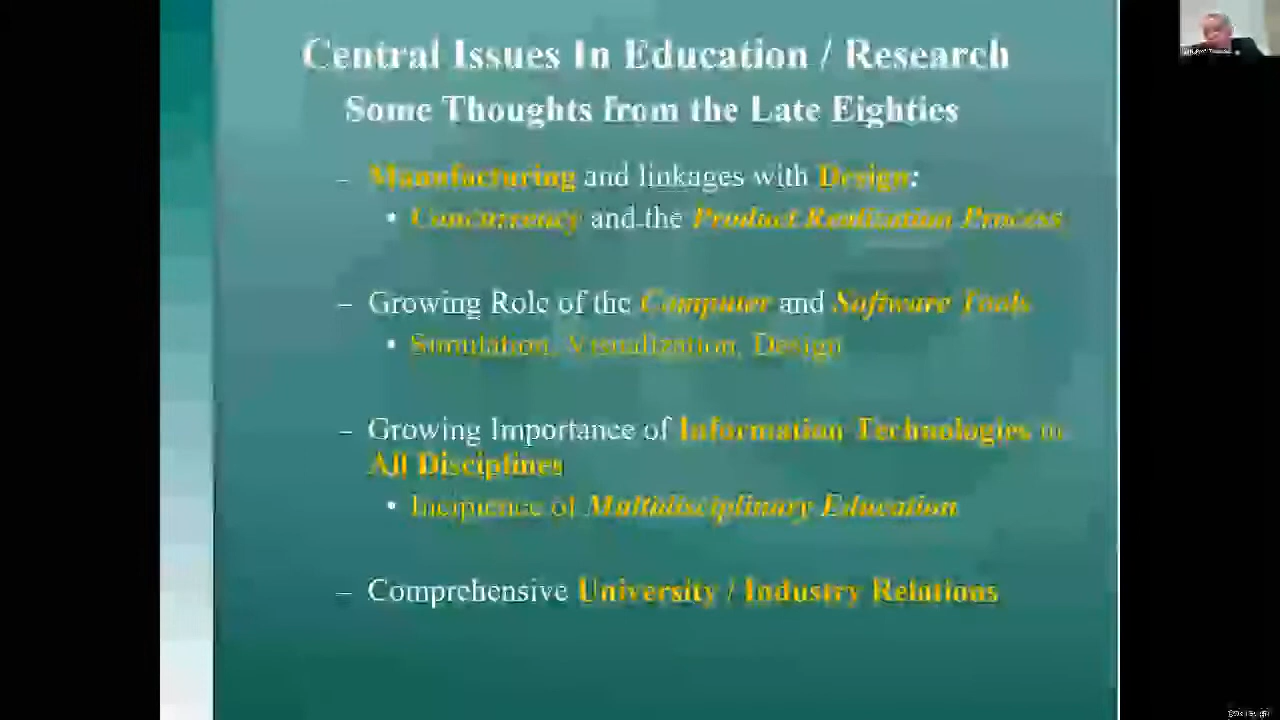 Central Issues In Education / Research
Some Thoughts from the Late Eighties
– Manufacturing and linkages with Design:
• Concurrency and the Product Realization Process
– Growing Role of the Computer and Software Tools
• Simulation, Visualization, Design
– Growing Importance of Information Technologies in
All Disciplines
• Incipience of Multidisciplinary Education
– Comprehensive University / Industry Relations